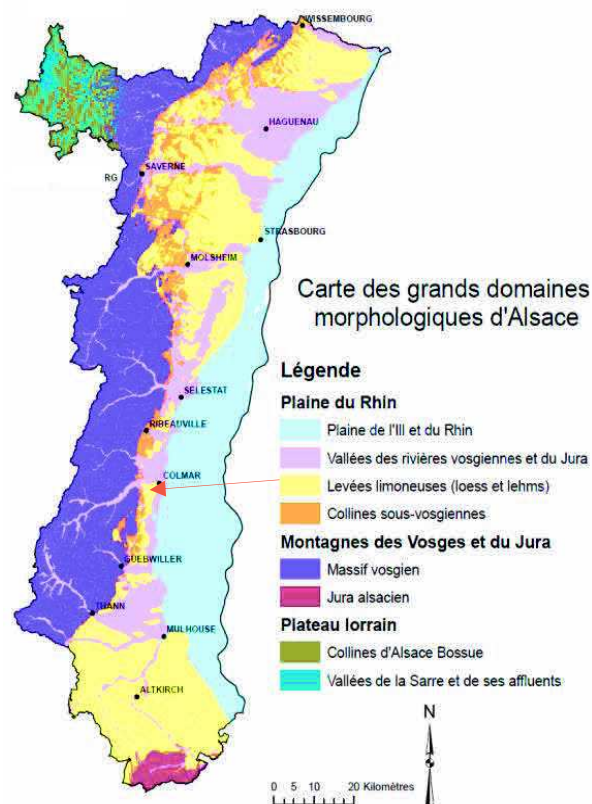 WISSEMBOURG
HAGUENAU
RG
SAVERNE
STRASBOURG
MOLSHEIM
Carte des grands domaines
morphologiques d'Alsace
Légende
Plaine du Rhin
SELESTAT
Plaine de l'Ill et du Rhin
RIBEAUVILLE
Vallées des rivières vosgiennes et du Jura
COLMAR
Levées limoneuses (loess et lehms)
Collines sous-vosgiennes
Montagnes des Vosges et du Jura
GUEBWILLER
Massif vosgien
THANN
Jura alsacien
Plateau lorrain
MULHOUSE
Collines d'Alsace Bossue
Vallées de la Sarre et de ses affluents
ALTKIRCH
N
0 5 10 20 Kilomètres